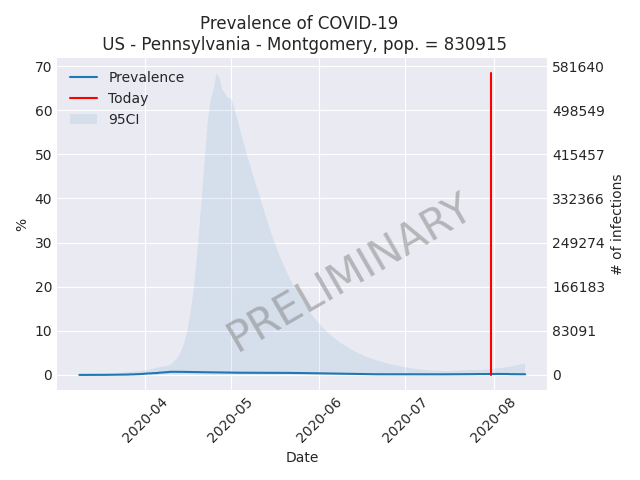 Prevalence of COVID-19
US - Pennsylvania - Montgomery, pop. = 830915
Prevalence
Today
95CI
70
60
50
40
30
20
10
0
%
581640
498549
415457
332366
249274
166183
83091
0
# of infections
PRELIMINARY
2020-04
2020-05
2020-06
2020-07
2020-08
Date